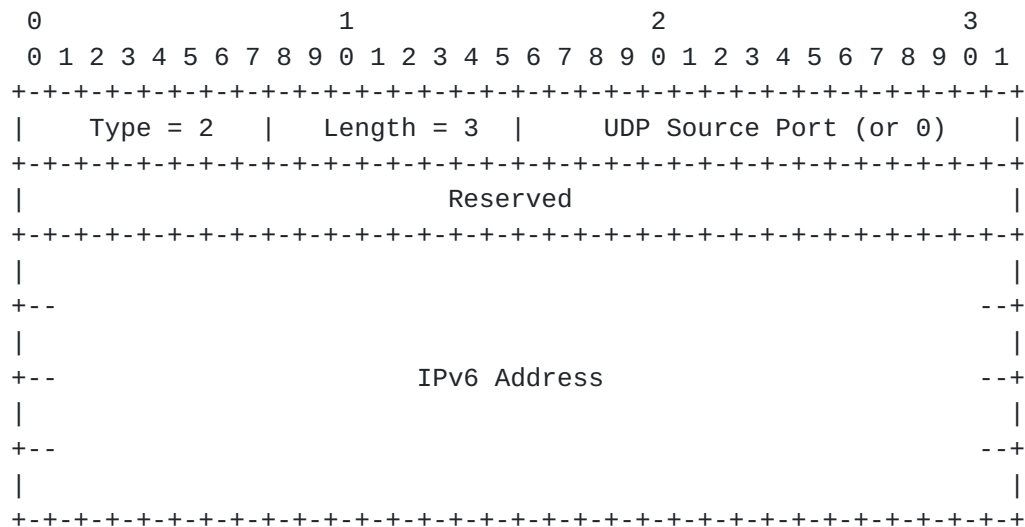 0                   1                   2                   3
 0 1 2 3 4 5 6 7 8 9 0 1 2 3 4 5 6 7 8 9 0 1 2 3 4 5 6 7 8 9 0 1
+-+-+-+-+-+-+-+-+-+-+-+-+-+-+-+-+-+-+-+-+-+-+-+-+-+-+-+-+-+-+-+-+
|    Type = 2   |   Length = 3  |     UDP Source Port (or 0)    |
+-+-+-+-+-+-+-+-+-+-+-+-+-+-+-+-+-+-+-+-+-+-+-+-+-+-+-+-+-+-+-+-+
|                           Reserved                            |
+-+-+-+-+-+-+-+-+-+-+-+-+-+-+-+-+-+-+-+-+-+-+-+-+-+-+-+-+-+-+-+-+
|                                                               |
+--                                                           --+
|                                                               |
+--                       IPv6 Address                        --+
|                                                               |
+--                                                           --+
|                                                               |
+-+-+-+-+-+-+-+-+-+-+-+-+-+-+-+-+-+-+-+-+-+-+-+-+-+-+-+-+-+-+-+-+